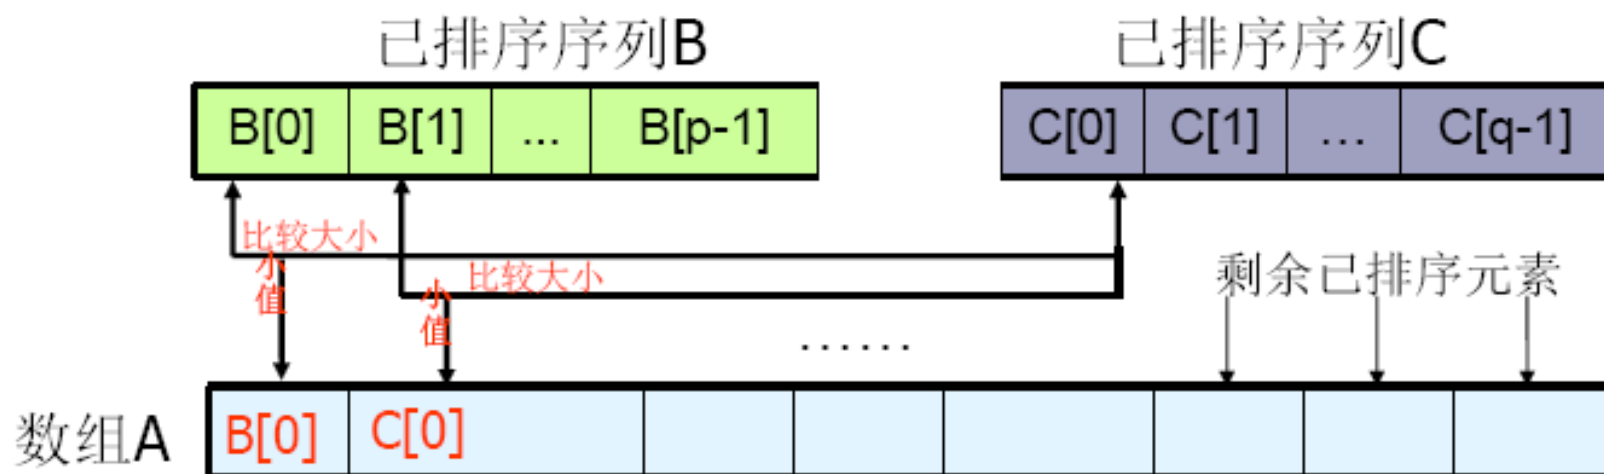 已排序序列B 已排序序列C
B[0] B[1] ... B[p-1] C[0] C[1] ... C[q-1]
比较大小
小值
比较大小
小值
剩余已排序元素
......
数组A B[0] C[0]